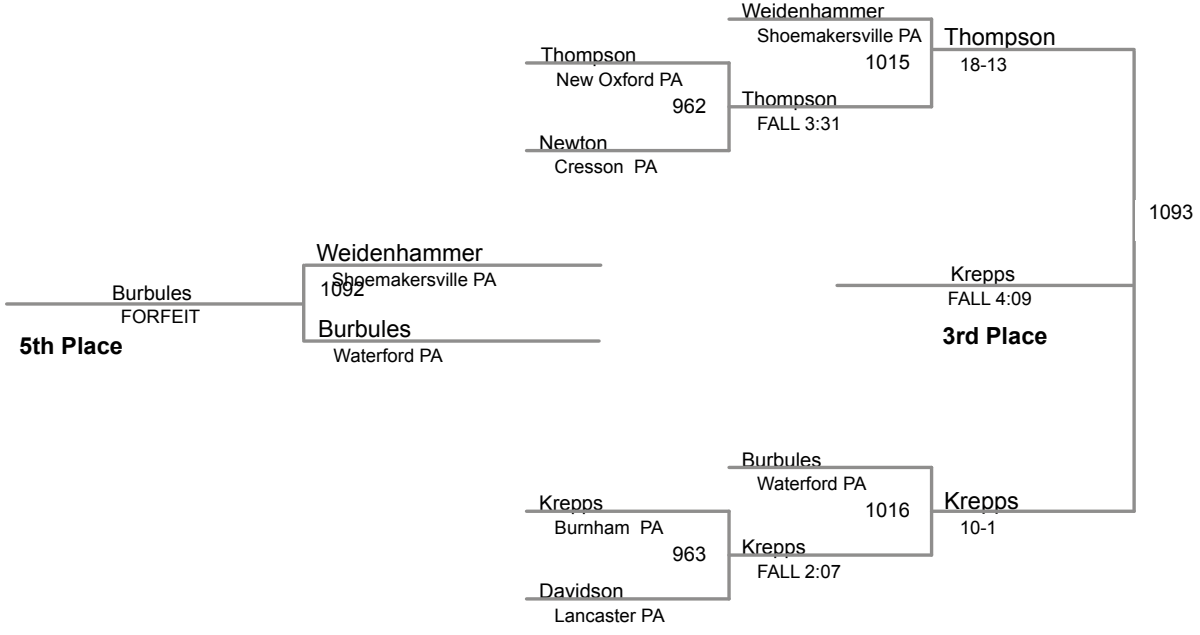 Weidenhammer
Shoemakersville PA
Thompson
18-13
1015
Thompson
New Oxford PA
962
Thompson
FALL 3:31
Newton
Cresson  PA
1093
Weidenhammer
Shoemakersville PA
1092
Burbules
FORFEIT
5th Place
Burbules
Waterford PA
Krepps
FALL 4:09
3rd Place
Burbules
Waterford PA
1016
Krepps
10-1
Krepps
Burnham  PA
963
Krepps
FALL 2:07
Davidson
Lancaster PA